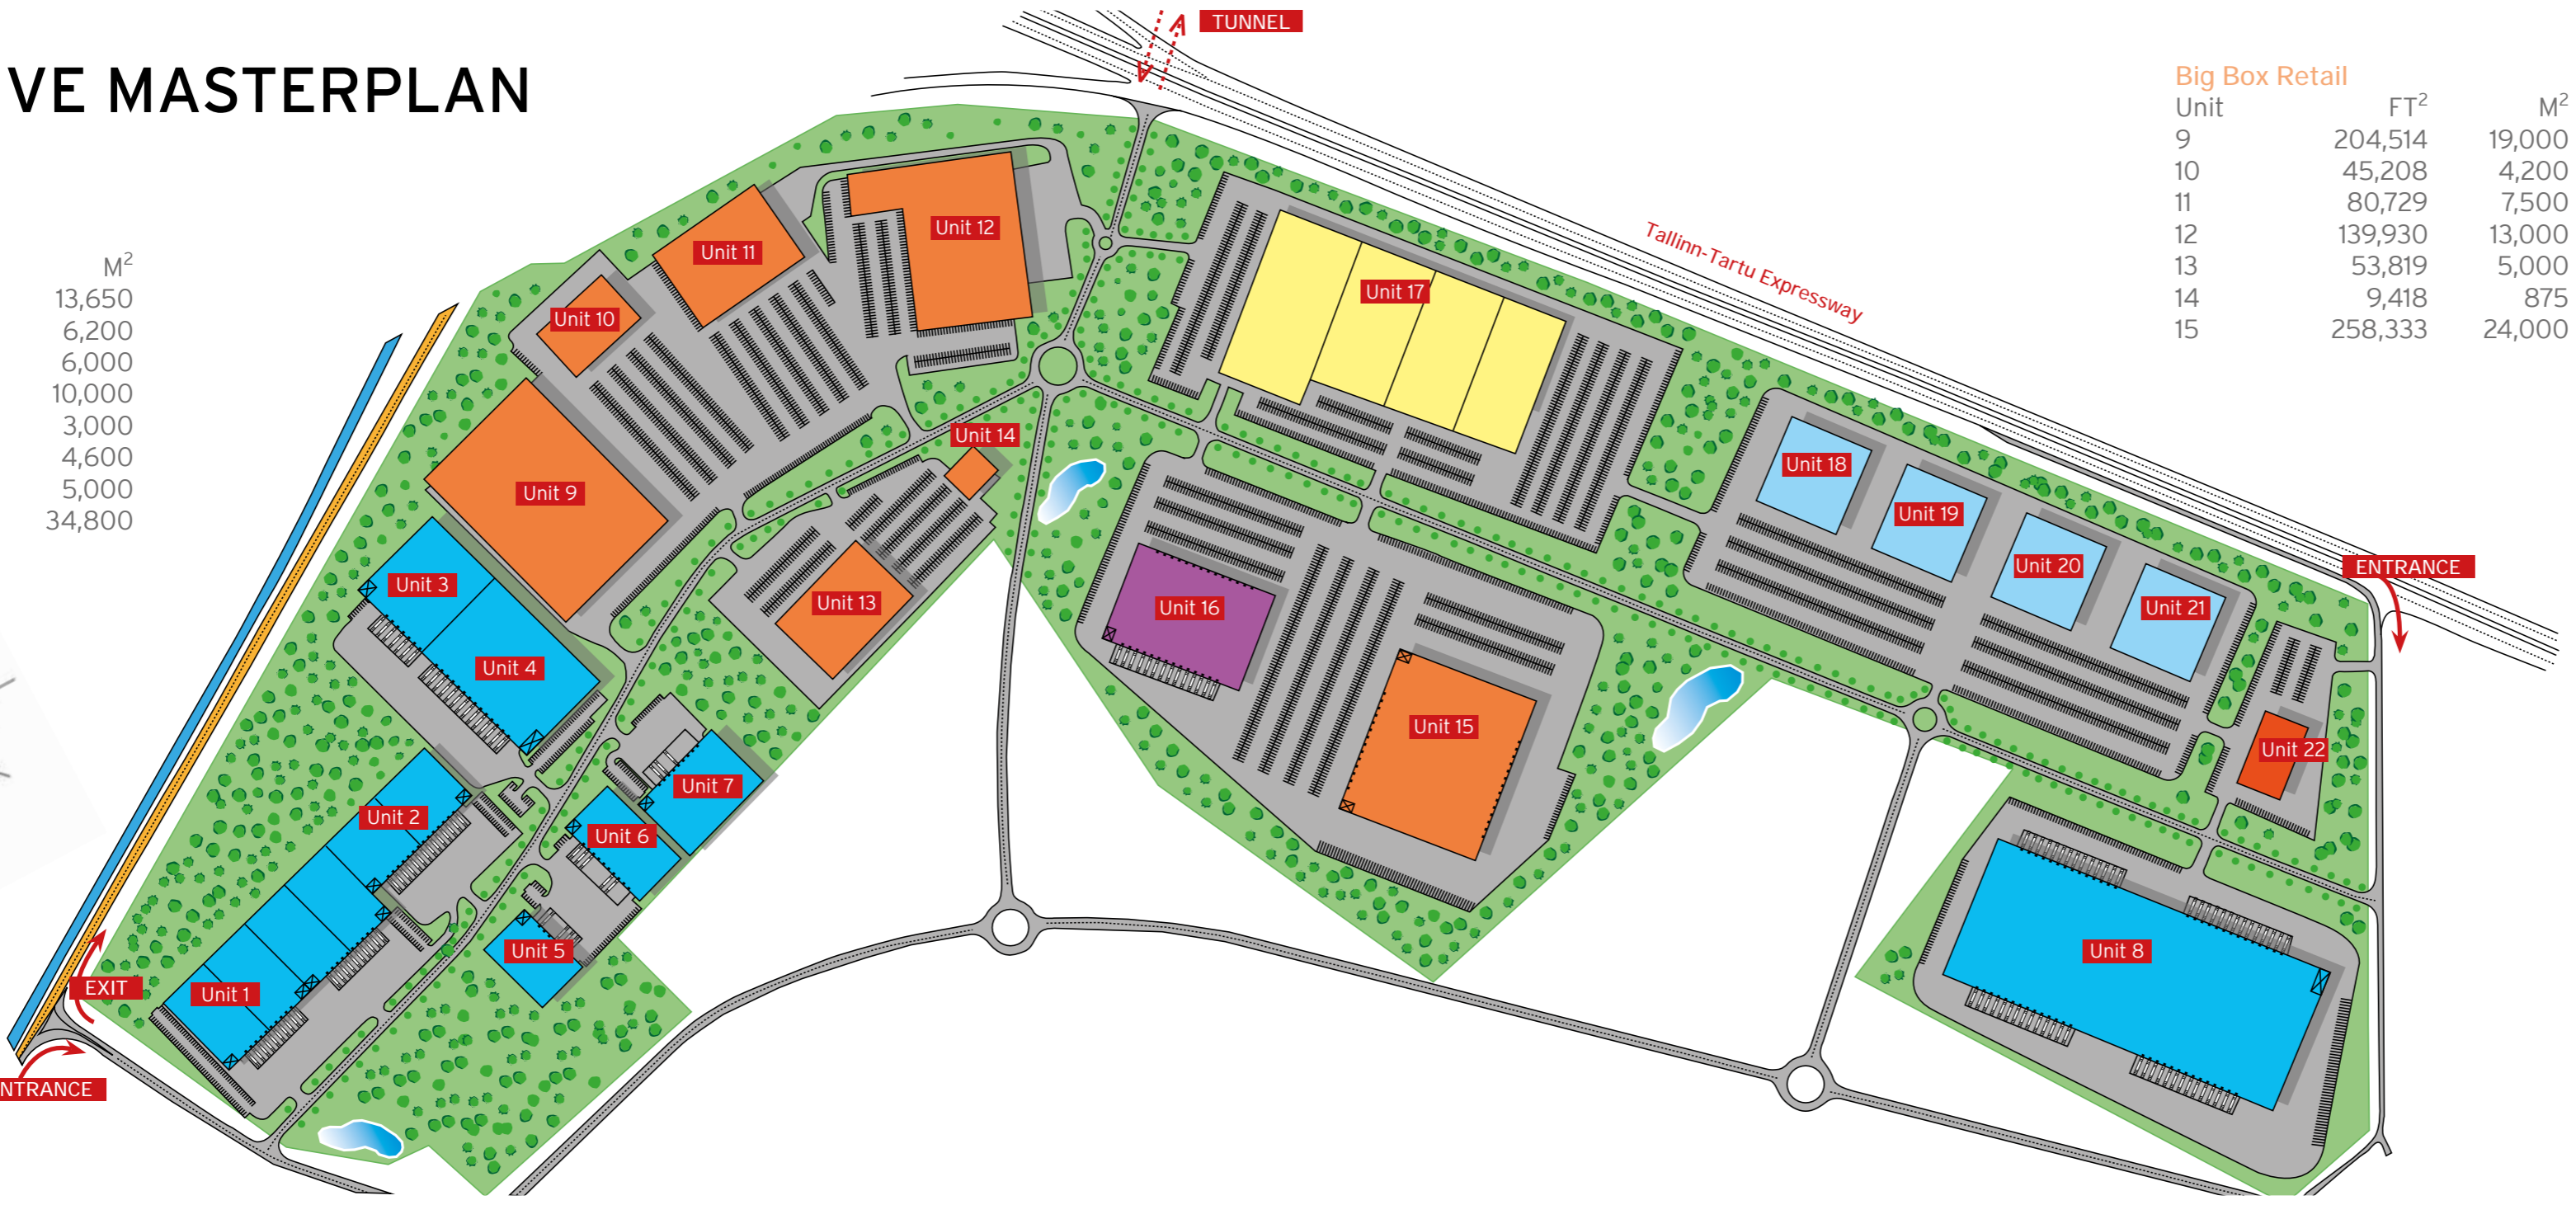 VE MASTERPLAN
TUNNEL
Big Box Retail
Unit FT² M²
9 204,514 19,000
10 45,208 4,200
11 80,729 7,500
12 139,930 13,000
13 53,819 5,000
14 9,418 875
15 258,333 24,000
M²
13,650
6,200
6,000
10,000
3,000
4,600
5,000
34,800
Tallinn-Tartu Expressway
Unit 12
Unit 11
Unit 10
Unit 17
Unit 14
Unit 9
Unit 18
Unit 19
Unit 20
Unit 21
ENTRANCE
Unit 3
Unit 13
Unit 16
Unit 4
Unit 15
Unit 22
Unit 7
Unit 2
Unit 6
Unit 5
Unit 8
Unit 1
EXIT
NTRANCE